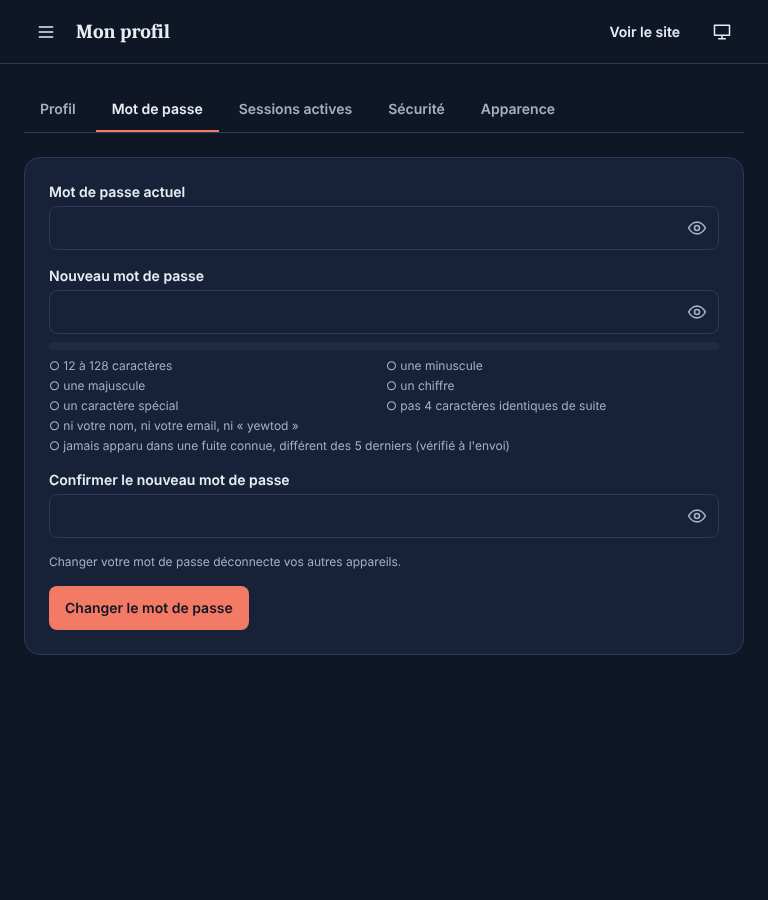 Mon profil
Voir le site
Profil
Mot de passe
Sessions actives
Sécurité
Apparence
Mot de passe actuel
Nouveau mot de passe
12 à 128 caractères
une minuscule
une majuscule
un chiffre
un caractère spécial
pas 4 caractères identiques de suite
ni votre nom, ni votre email, ni « yewtod »
jamais apparu dans une fuite connue, différent des 5 derniers (vérifié à l'envoi)
Confirmer le nouveau mot de passe
Changer votre mot de passe déconnecte vos autres appareils.
Changer le mot de passe